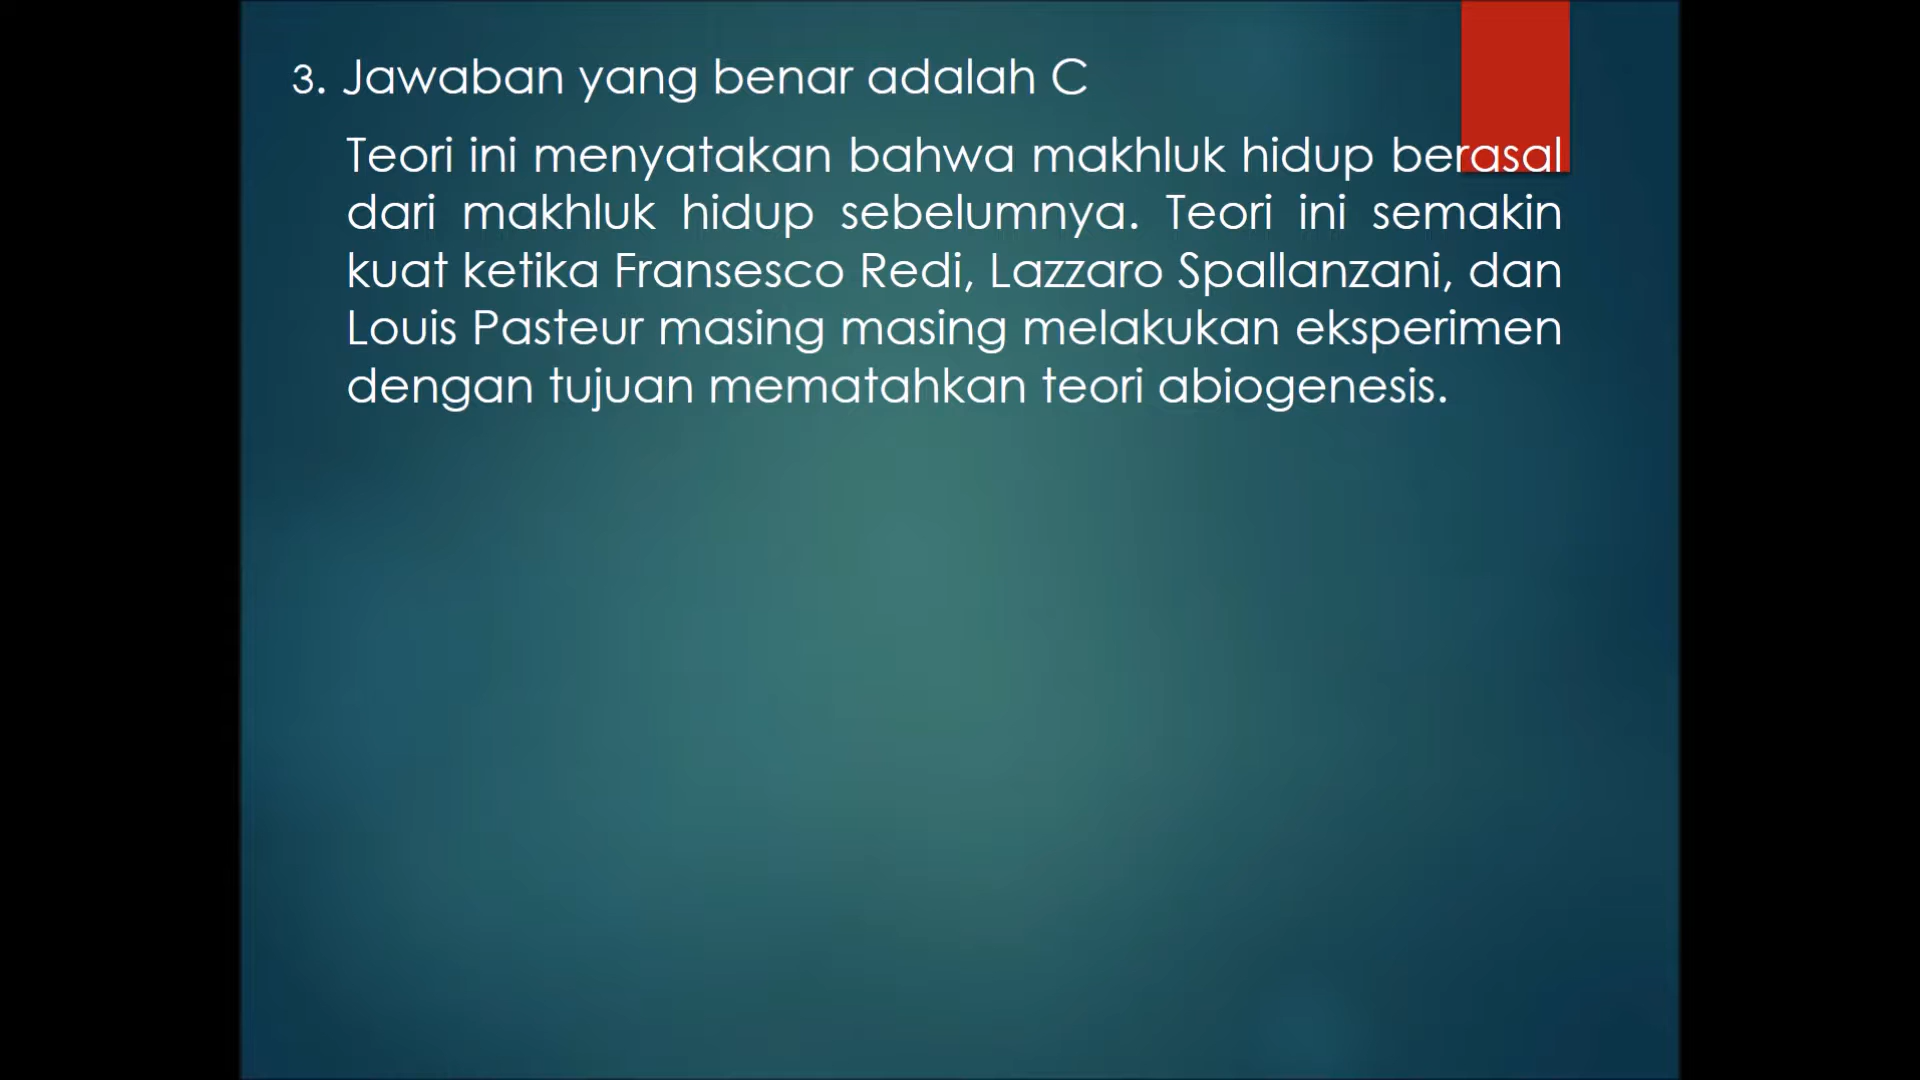 3. Jawaban yang benar adalah C
Teori ini menyatakan bahwa makhluk hidup berasal
dari makhluk hidup sebelumnya. Teori ini semakin
kuat ketika Fransesco Redi, Lazzaro Spallanzani, dan
Louis Pasteur masing masing melakukan eksperimen
dengan tujuan mematahkan teori abiogenesis.